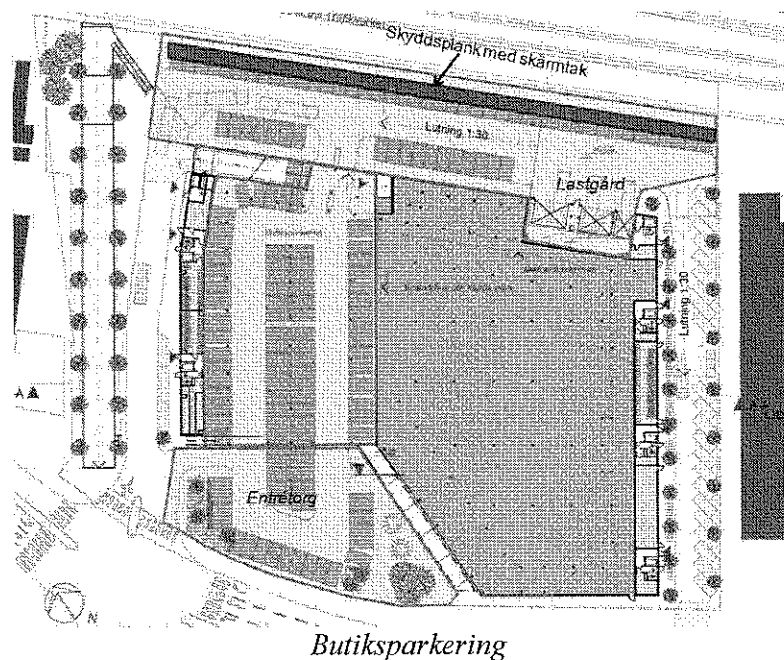 Skyddsplank med skärmtak
Lutning 1:30
Lastgård
Lutning 1:30
A
A
Entrétorg
N
Butiksparkering